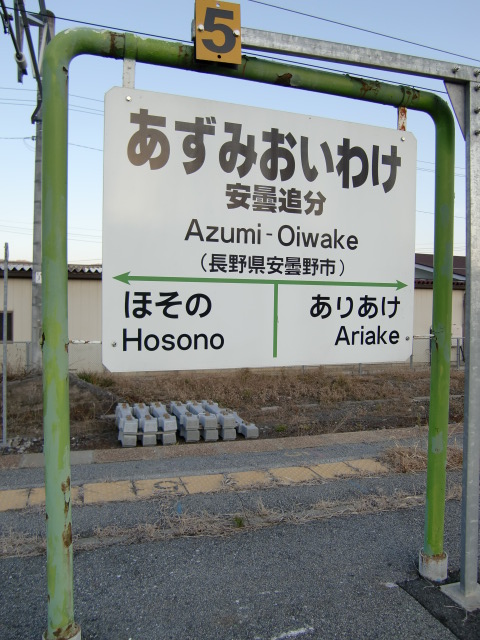 5
あずみおいわけ
安曇追分
Azumi-Oiwake
(長野県安曇野市)
ほその ありあけ
Hosono Ariake